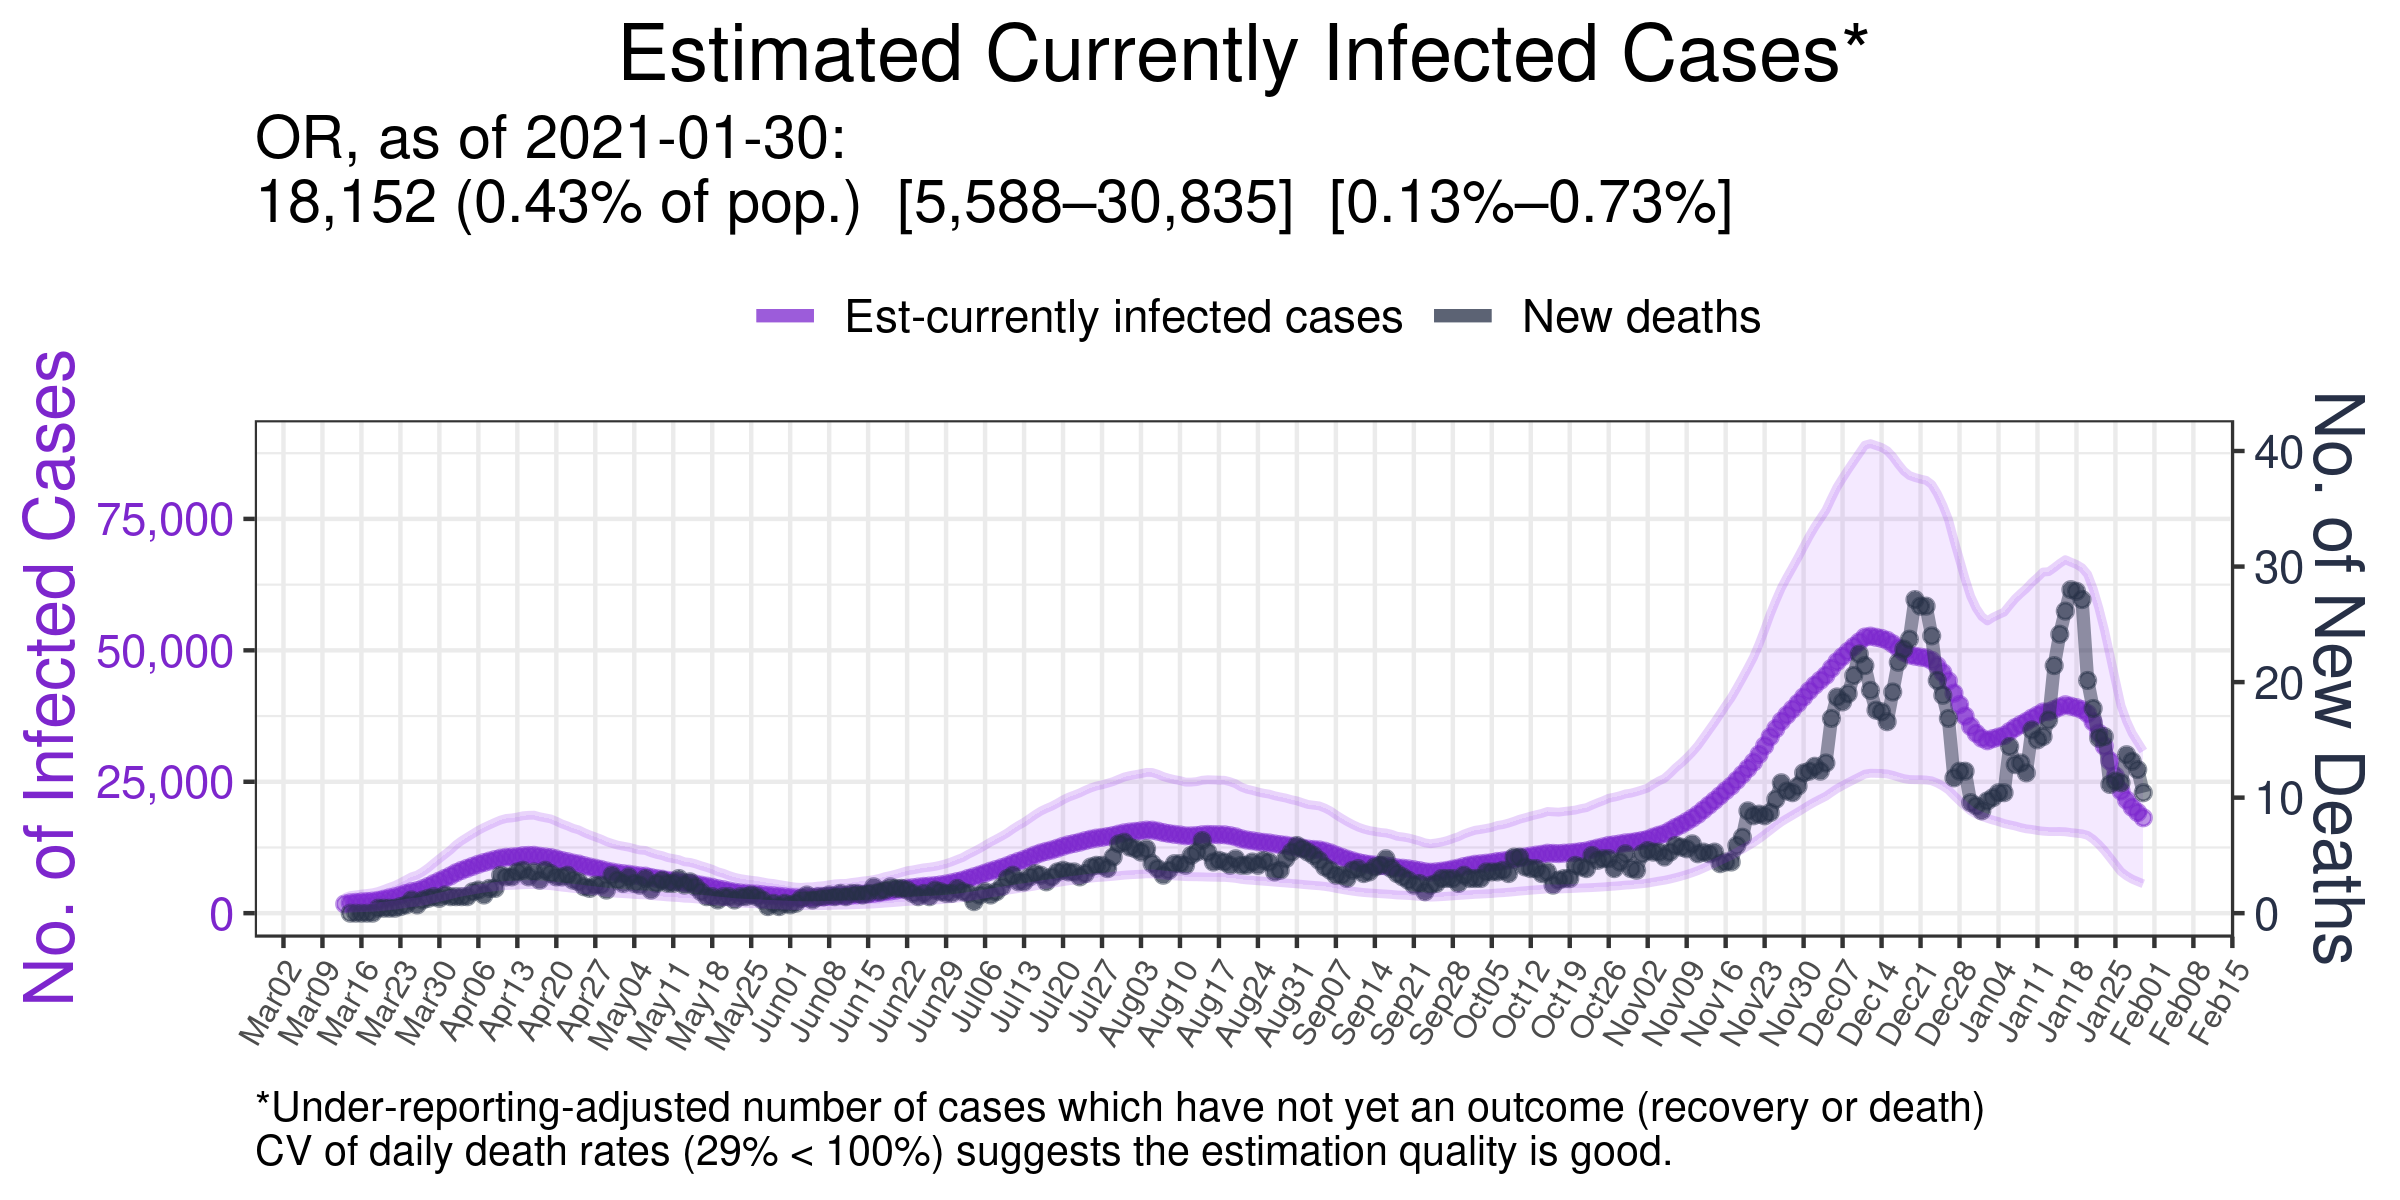 Estimated Currently Infected Cases*
OR, as of 2021-01-30:
18,152 (0.43% of pop.) [5,588–30,835] [0.13%–0.73%]
Est-currently infected cases
New deaths
No. of Infected Cases
75,000
50,000
25,000
0
40
30
20
10
0
No. of New Deaths
Mar02
Mar09
Mar16
Mar23
Mar30
Apr06
Apr13
Apr20
Apr27
May04
May11
May18
May25
Jun01
Jun08
Jun15
Jun22
Jun29
Jul06
Jul13
Jul20
Jul27
Aug03
Aug10
Aug17
Aug24
Aug31
Sep07
Sep14
Sep21
Sep28
Oct05
Oct12
Oct19
Oct26
Nov02
Nov09
Nov16
Nov23
Nov30
Dec07
Dec14
Dec21
Dec28
Jan04
Jan11
Jan18
Jan25
Feb01
Feb08
Feb15
*Under-reporting-adjusted number of cases which have not yet an outcome (recovery or death)
CV of daily death rates (29% < 100%) suggests the estimation quality is good.